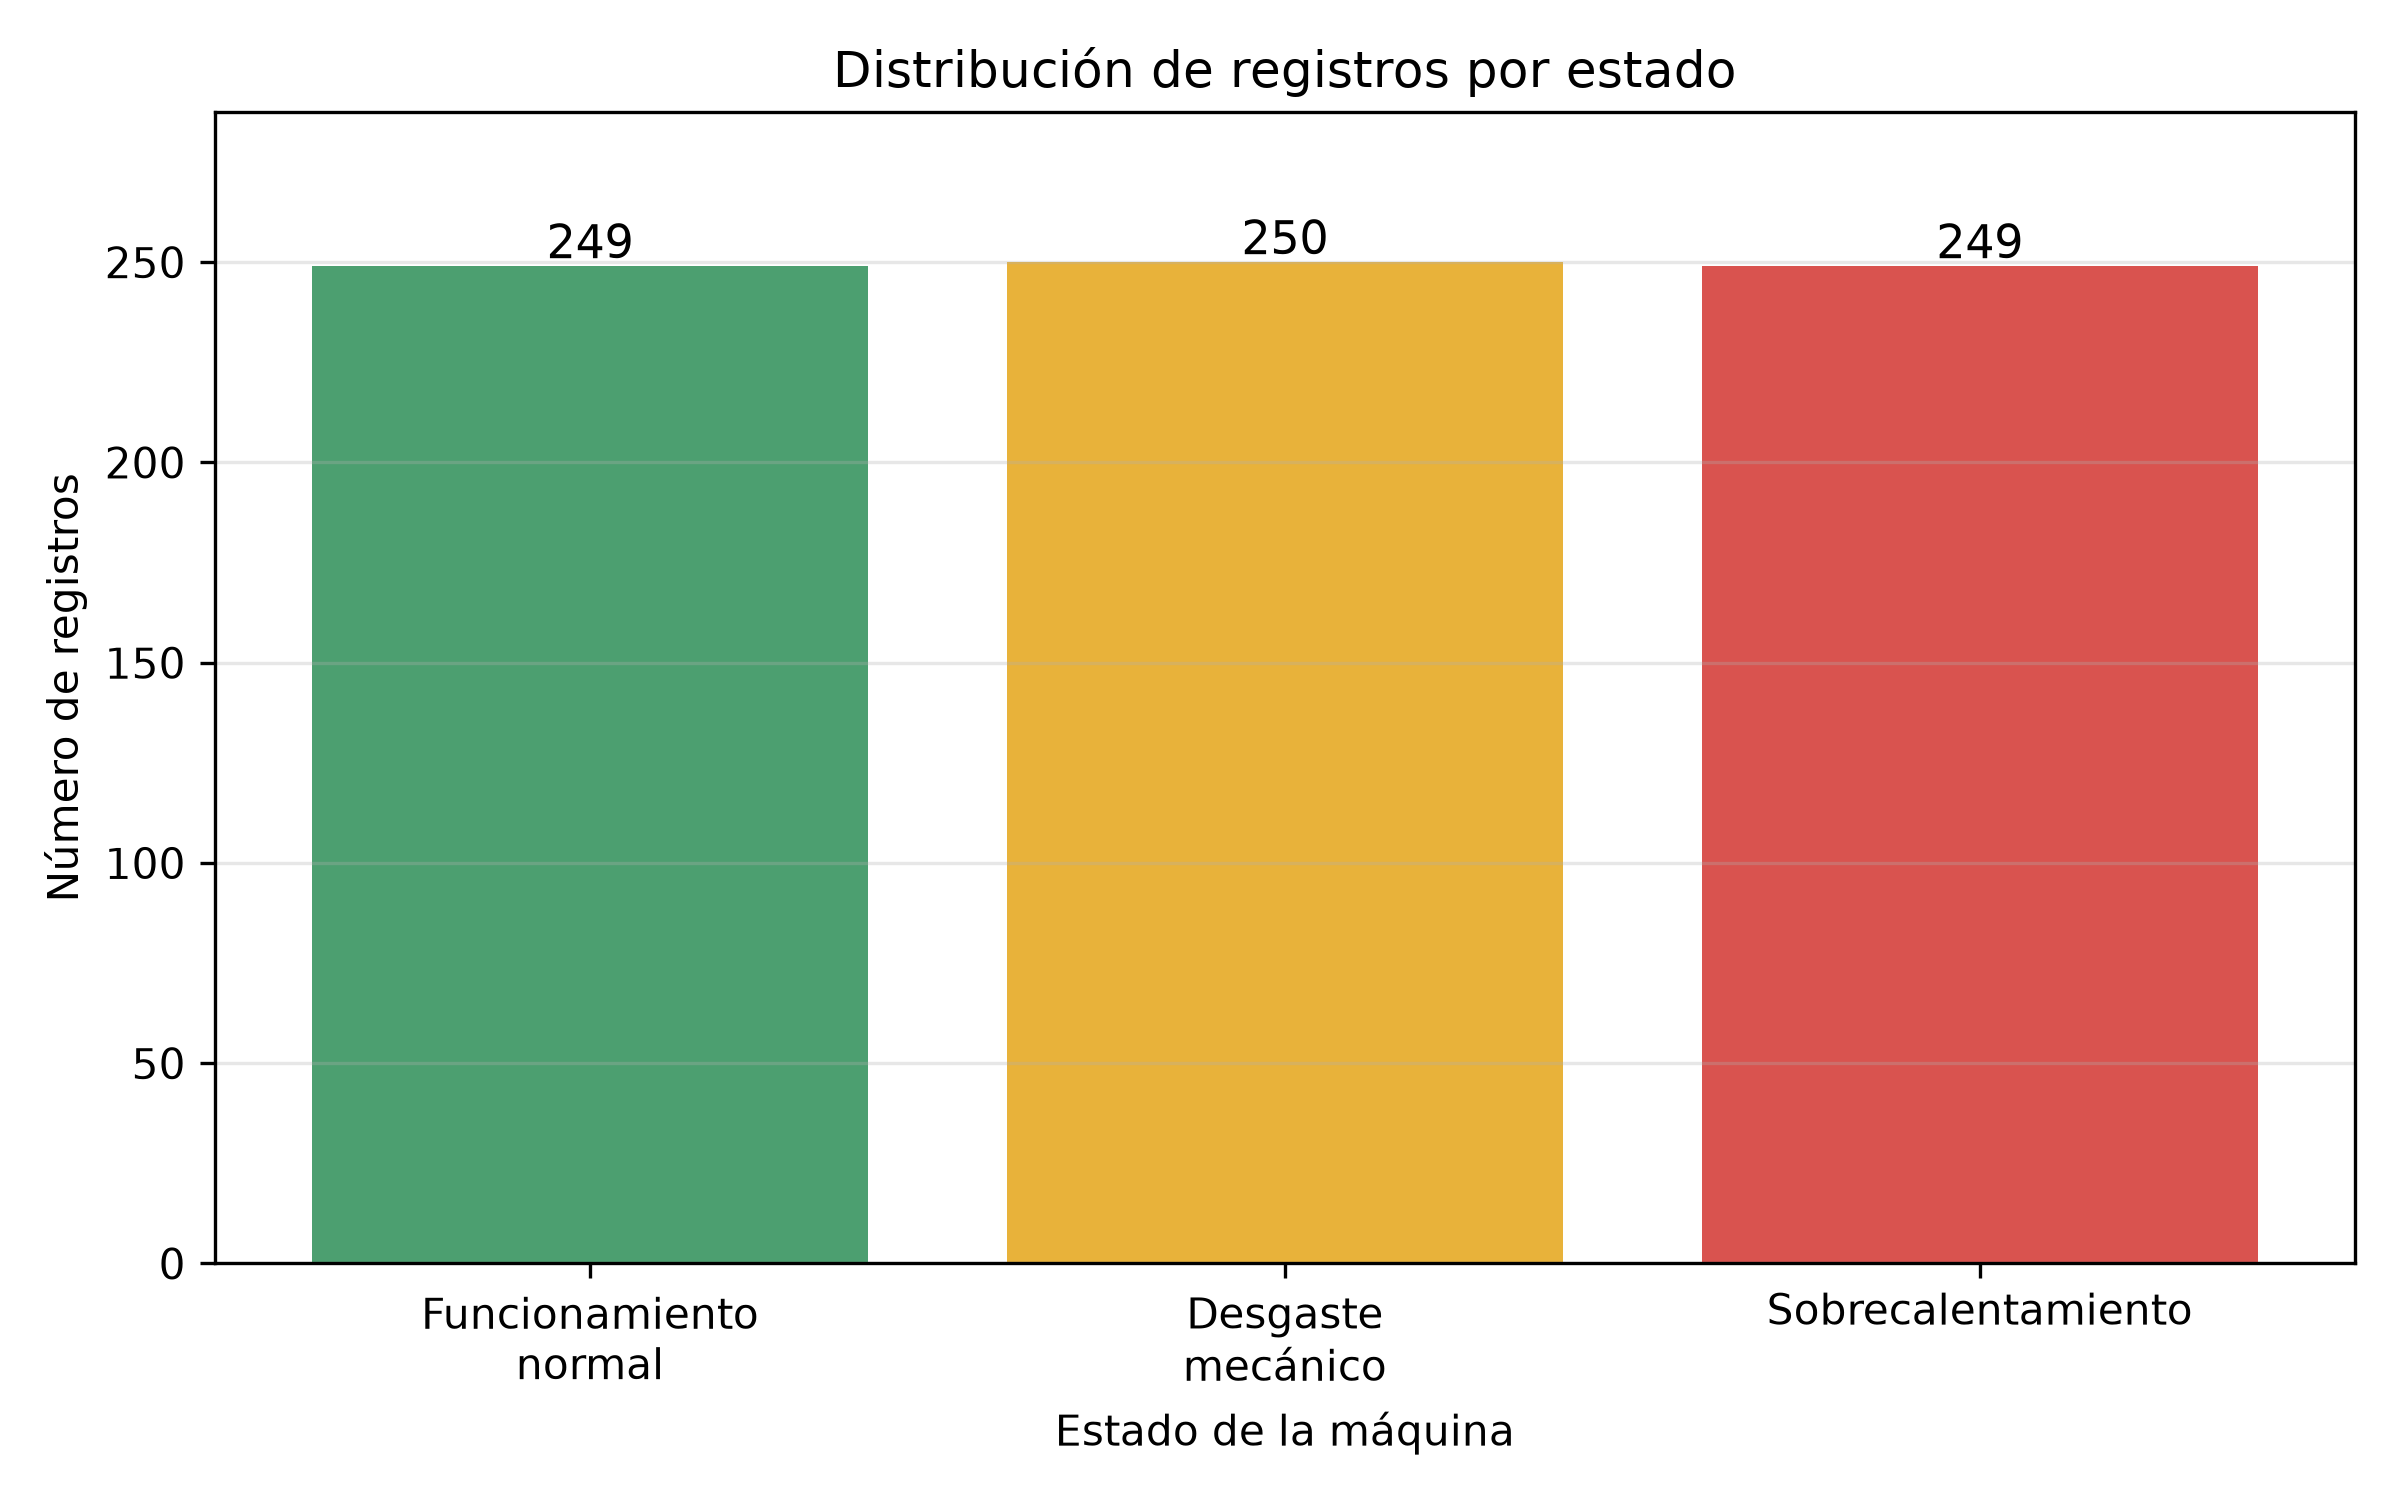 Distribución de registros por estado
249
250
249
250
200
150
100
50
0
Número de registros
Funcionamiento
normal
Desgaste
mecánico
Sobrecalentamiento
Estado de la máquina